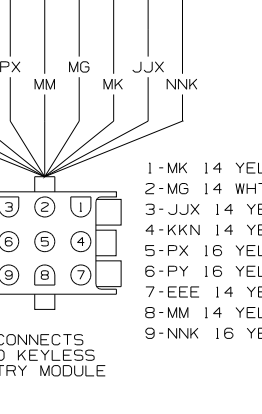 PX MG JJX
MM MK NNK
3 2 1
6 5 4
9 8 7
1-MK 14 YEL
2-MG 14 WHT
3-JJX 14 YE
4-KKN 14 YE
5-PX 16 YEL
6-PY 16 YEL
7-EEE 14 YE
8-MM 14 YEL
9-NNK 16 YE
CONNECTS
O KEYLESS
TRY MODULE